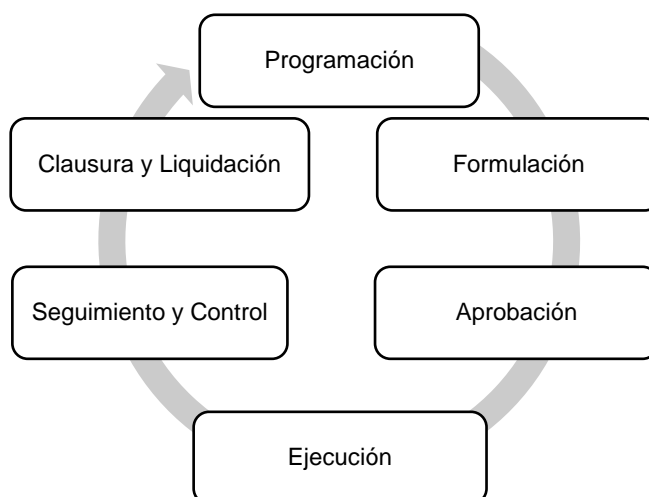 Programación
Formulación
Aprobación
Ejecución
Seguimiento y Control
Clausura y Liquidación